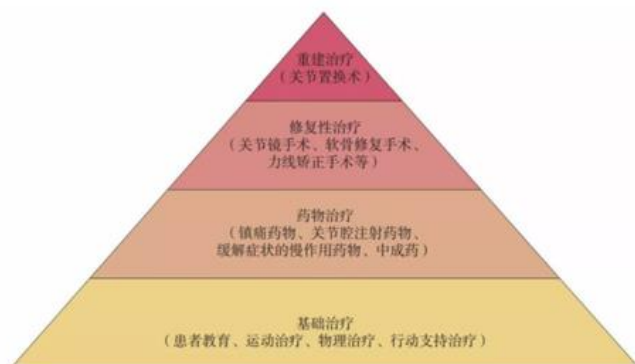 重建治疗
（关节置换术）
修复性治疗
（关节镜手术、软骨修复手术、
力线矫正手术等）
药物治疗
（镇痛药物、关节腔注射药物、
缓解症状的慢作用药物、中成药）
基础治疗
（患者教育、运动治疗、物理治疗、行动支持治疗）